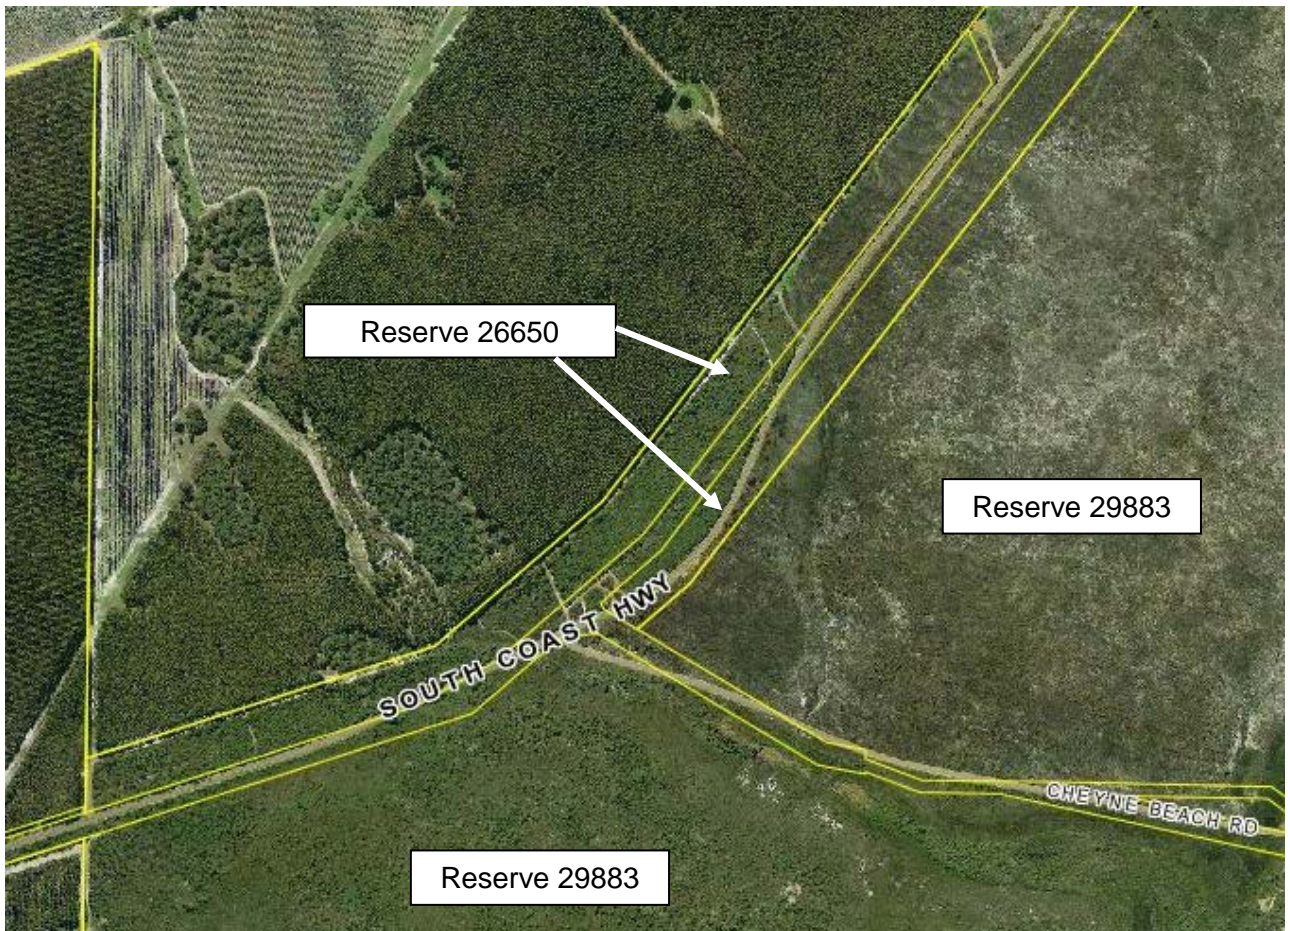 Reserve 26650
Reserve 29883
SOUTH COAST HWY
CHEYNE BEACH RD
Reserve 29883